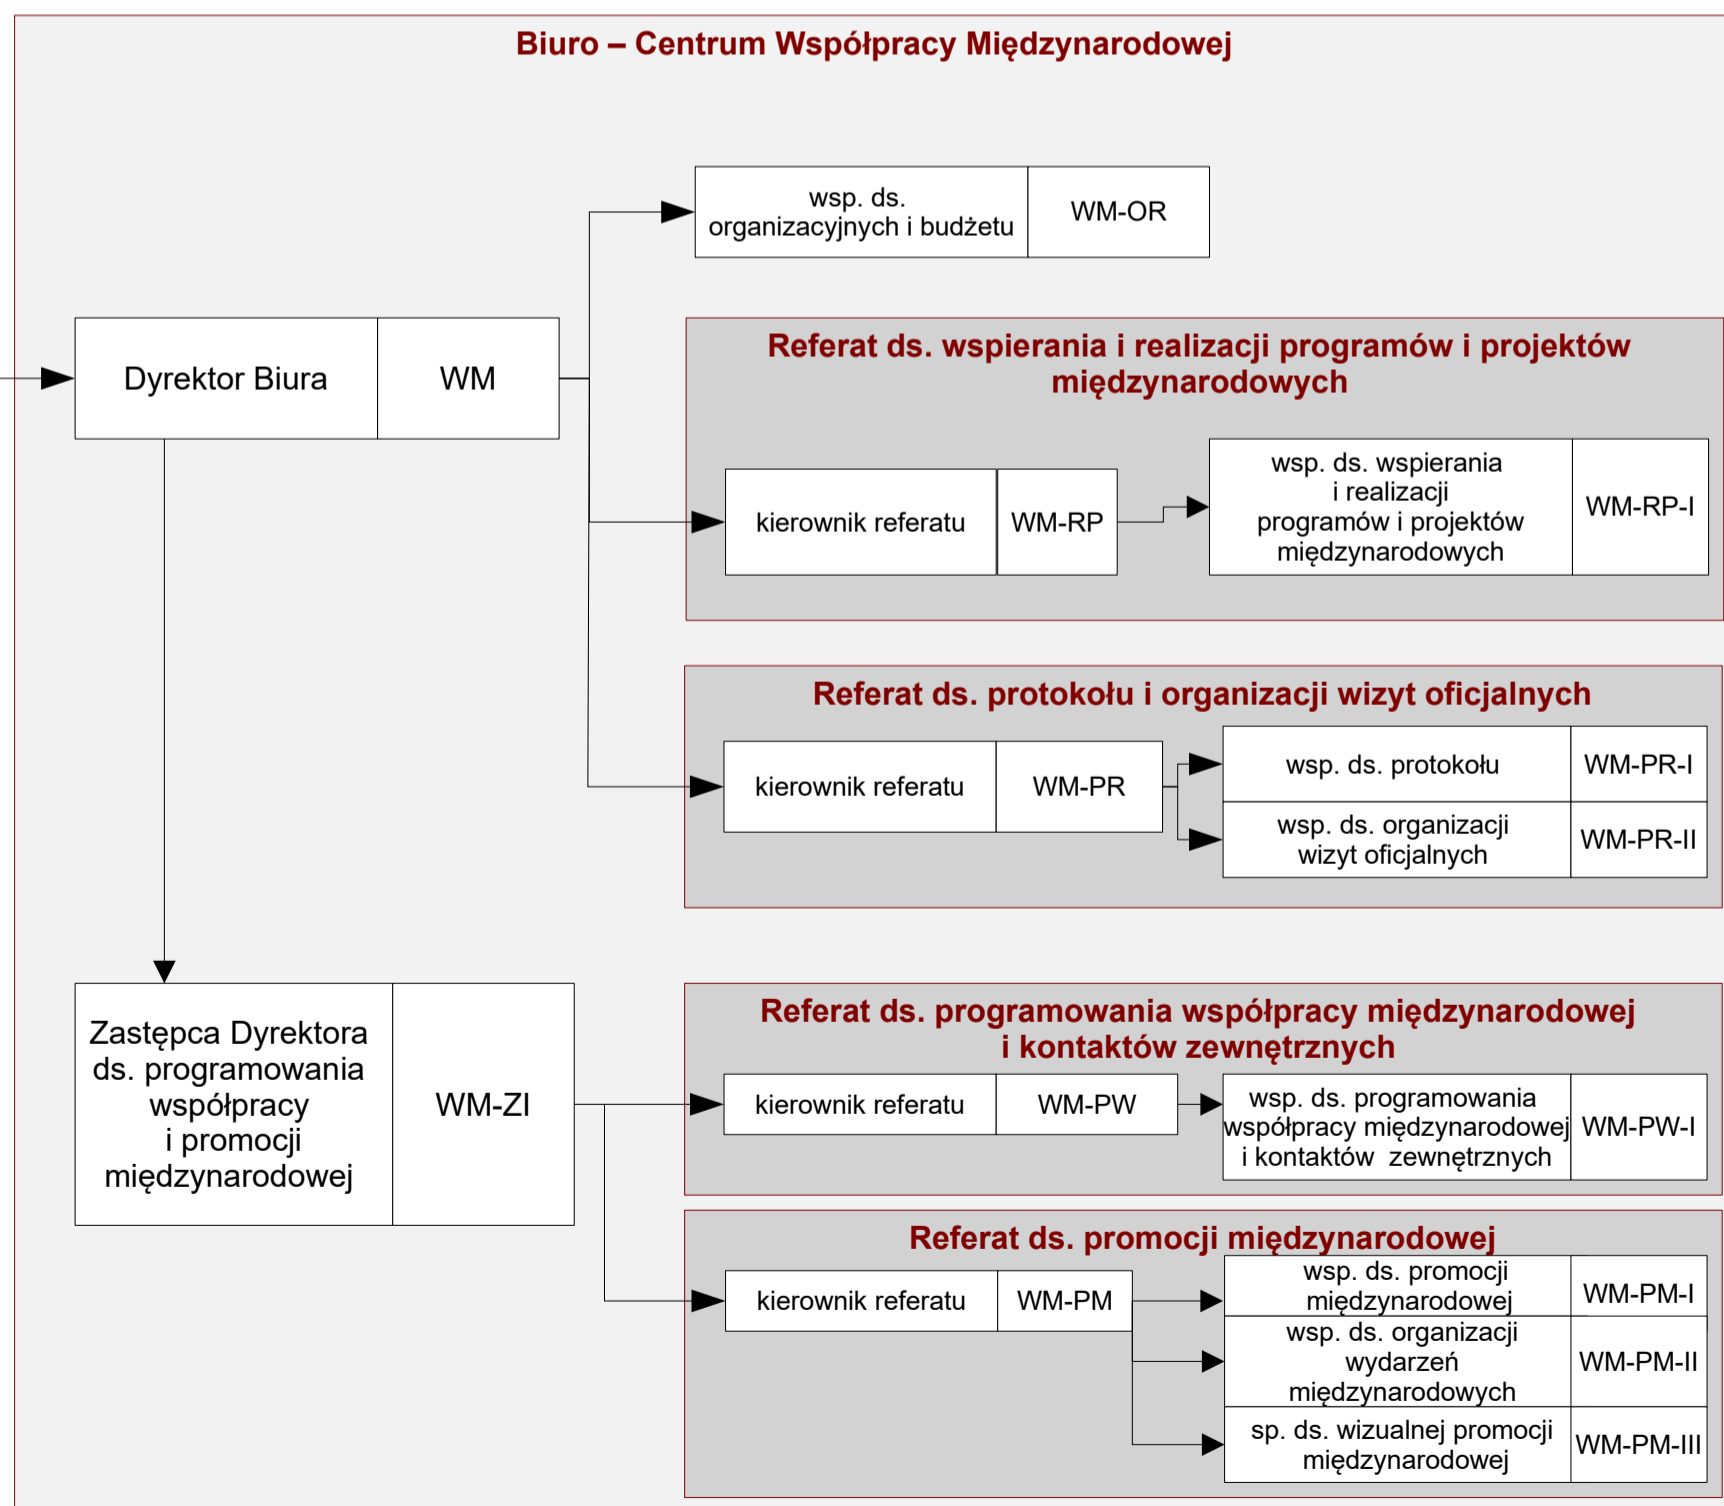 Biuro – Centrum Współpracy Międzynarodowej
wsp. ds.
organizacyjnych i budżetu
WM-OR
Dyrektor Biura
WM
Referat ds. wspierania i realizacji programów i projektów
międzynarodowych
kierownik referatu
WM-RP
wsp. ds. wspierania
i realizacji
programów i projektów
międzynarodowych
WM-RP-I
Referat ds. protokołu i organizacji wizyt oficjalnych
kierownik referatu
WM-PR
wsp. ds. protokołu
WM-PR-I
wsp. ds. organizacji
wizyt oficjalnych
WM-PR-II
Zastępca Dyrektora
ds. programowania
współpracy
i promocji
międzynarodowej
WM-ZI
Referat ds. programowania współpracy międzynarodowej
i kontaktów zewnętrznych
kierownik referatu
WM-PW
wsp. ds. programowania
współpracy międzynarodowej
i kontaktów zewnętrznych
WM-PW-I
Referat ds. promocji międzynarodowej
kierownik referatu
WM-PM
wsp. ds. promocji
międzynarodowej
WM-PM-I
wsp. ds. organizacji
wydarzeń
międzynarodowych
WM-PM-II
sp. ds. wizualnej promocji
międzynarodowej
WM-PM-III